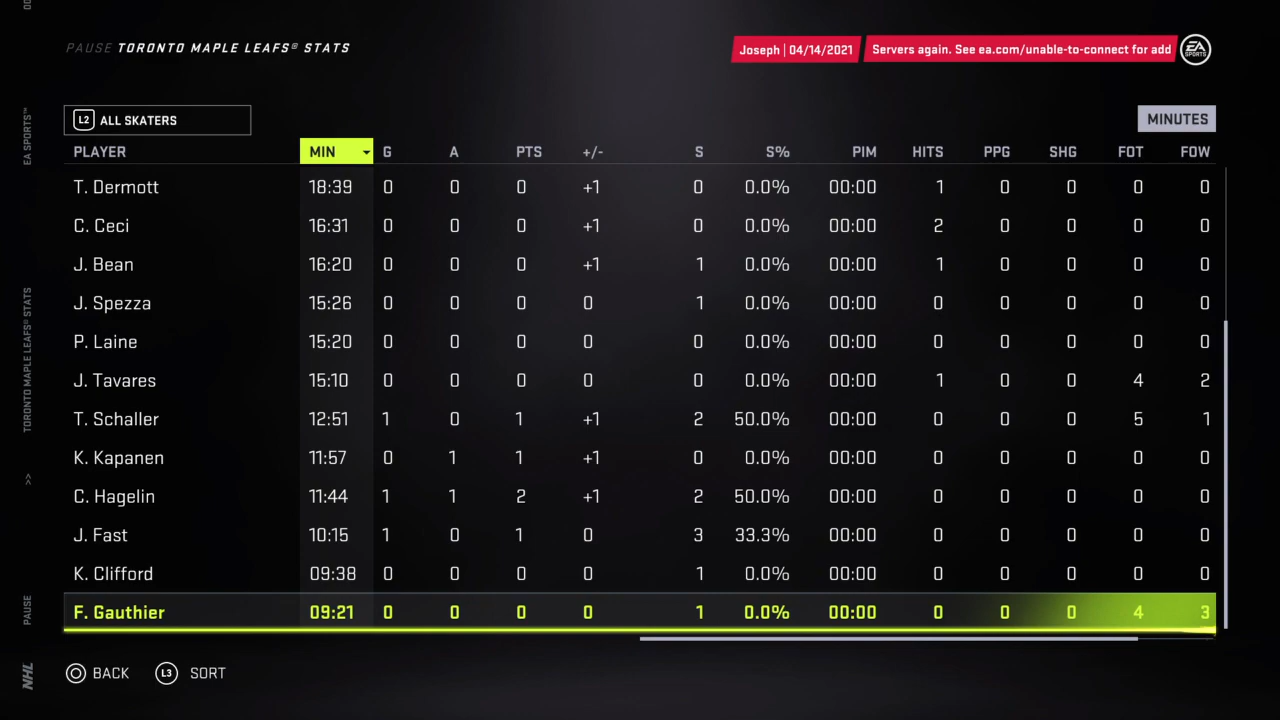 PAUSE TORONTO MAPLE LEAFS® STATS
Joseph | 04/14/2021 Servers again. See ea.com/unable-to-connect for add
EA SPORTS
L2 ALL SKATERS
MINUTES
PLAYER MIN G A PTS +/- S S% PIM HITS PPG SHG FOT FOW
T. Dermott 18:39 0 0 0 +1 0 0.0% 00:00 1 0 0 0 0
C. Ceci 16:31 0 0 0 +1 0 0.0% 00:00 2 0 0 0 0
J. Bean 16:20 0 0 0 +1 1 0.0% 00:00 1 0 0 0 0
J. Spezza 15:26 0 0 0 0 1 0.0% 00:00 0 0 0 0 0
P. Laine 15:20 0 0 0 0 0 0.0% 00:00 0 0 0 0 0
J. Tavares 15:10 0 0 0 0 0 0.0% 00:00 1 0 0 4 2
T. Schaller 12:51 1 0 1 +1 2 50.0% 00:00 0 0 0 5 1
K. Kapanen 11:57 0 1 1 +1 0 0.0% 00:00 0 0 0 0 0
C. Hagelin 11:44 1 1 2 +1 2 50.0% 00:00 0 0 0 0 0
J. Fast 10:15 1 0 1 0 3 33.3% 00:00 0 0 0 0 0
K. Clifford 09:38 0 0 0 0 1 0.0% 00:00 0 0 0 0 0
F. Gauthier 09:21 0 0 0 0 1 0.0% 00:00 0 0 0 4 3
BACK L3 SORT
NHL
PAUSE
>>
TORONTO MAPLE LEAFS® STATS
EA SPORTS™